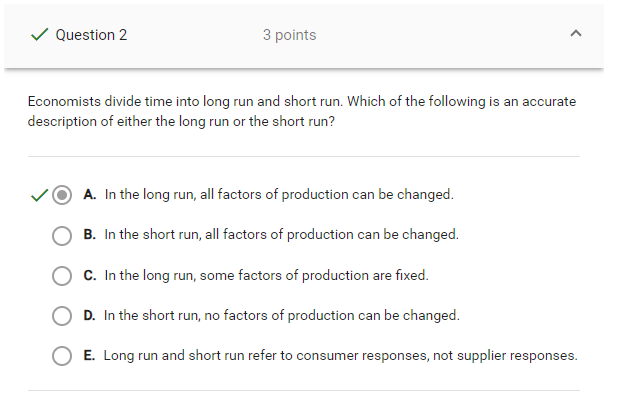 Question 2 3 points
Economists divide time into long run and short run. Which of the following is an accurate
description of either the long run or the short run?
A. In the long run, all factors of production can be changed.
B. In the short run, all factors of production can be changed.
C. In the long run, some factors of production are fixed.
D. In the short run, no factors of production can be changed.
E. Long run and short run refer to consumer responses, not supplier responses.